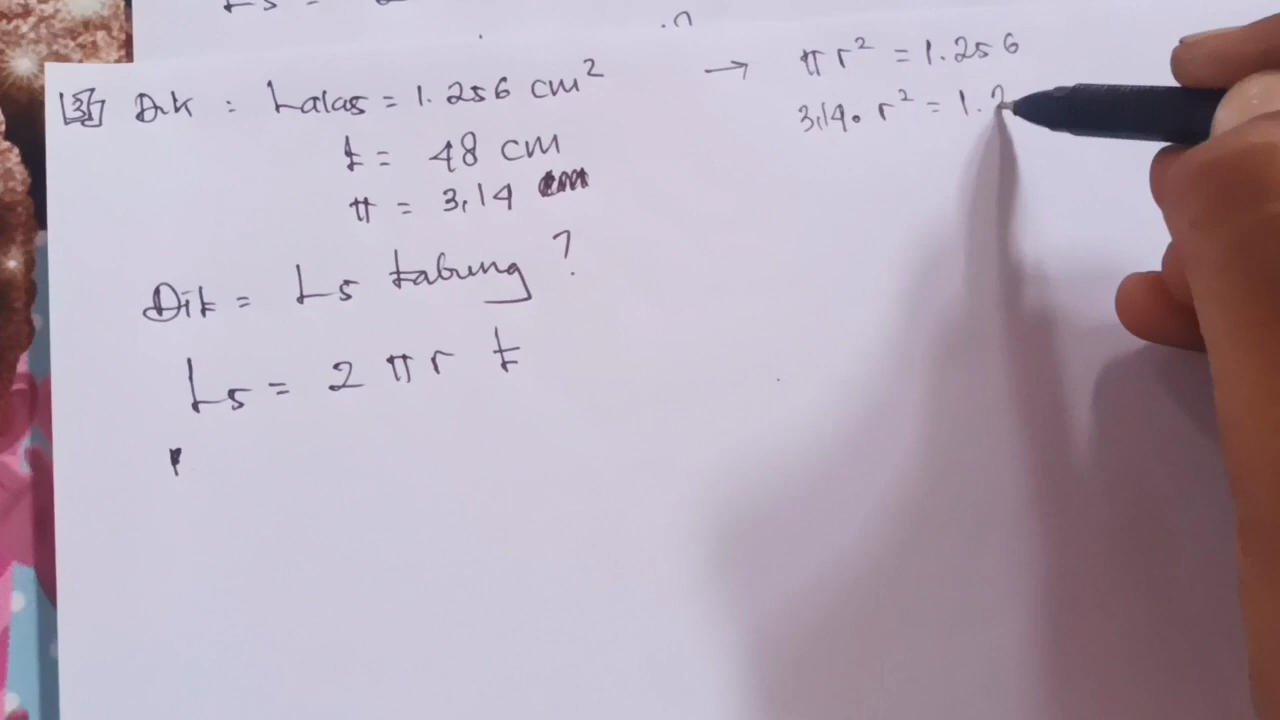 Ls =
3) Dik : Lalas = 1.256 cm²
t = 48 cm
π = 3,14
Dit = Ls tabung ?
Ls = 2 π r t
→ π r² = 1.256
3,14. r² = 1.2